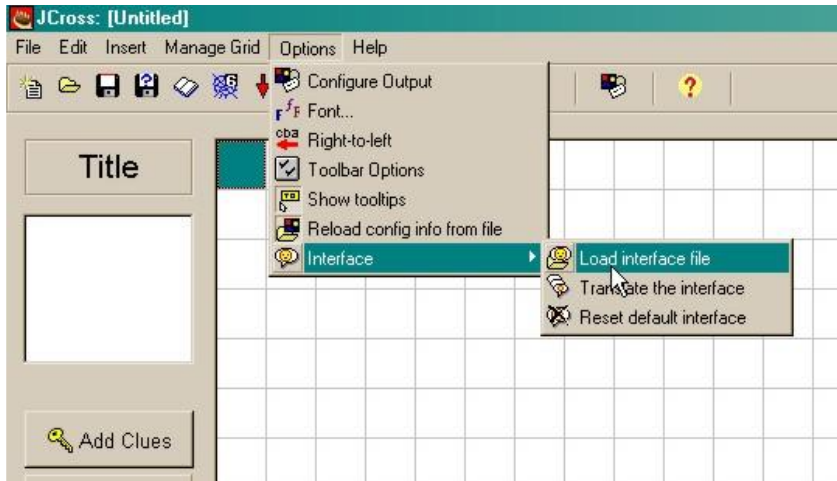 JCross: [Untitled]
File Edit Insert Manage Grid Options Help
Configure Output
Font...
Right-to-left
Toolbar Options
Show tooltips
Reload config info from file
Interface
Load interface file
Translate the interface
Reset default interface
Title
Add Clues